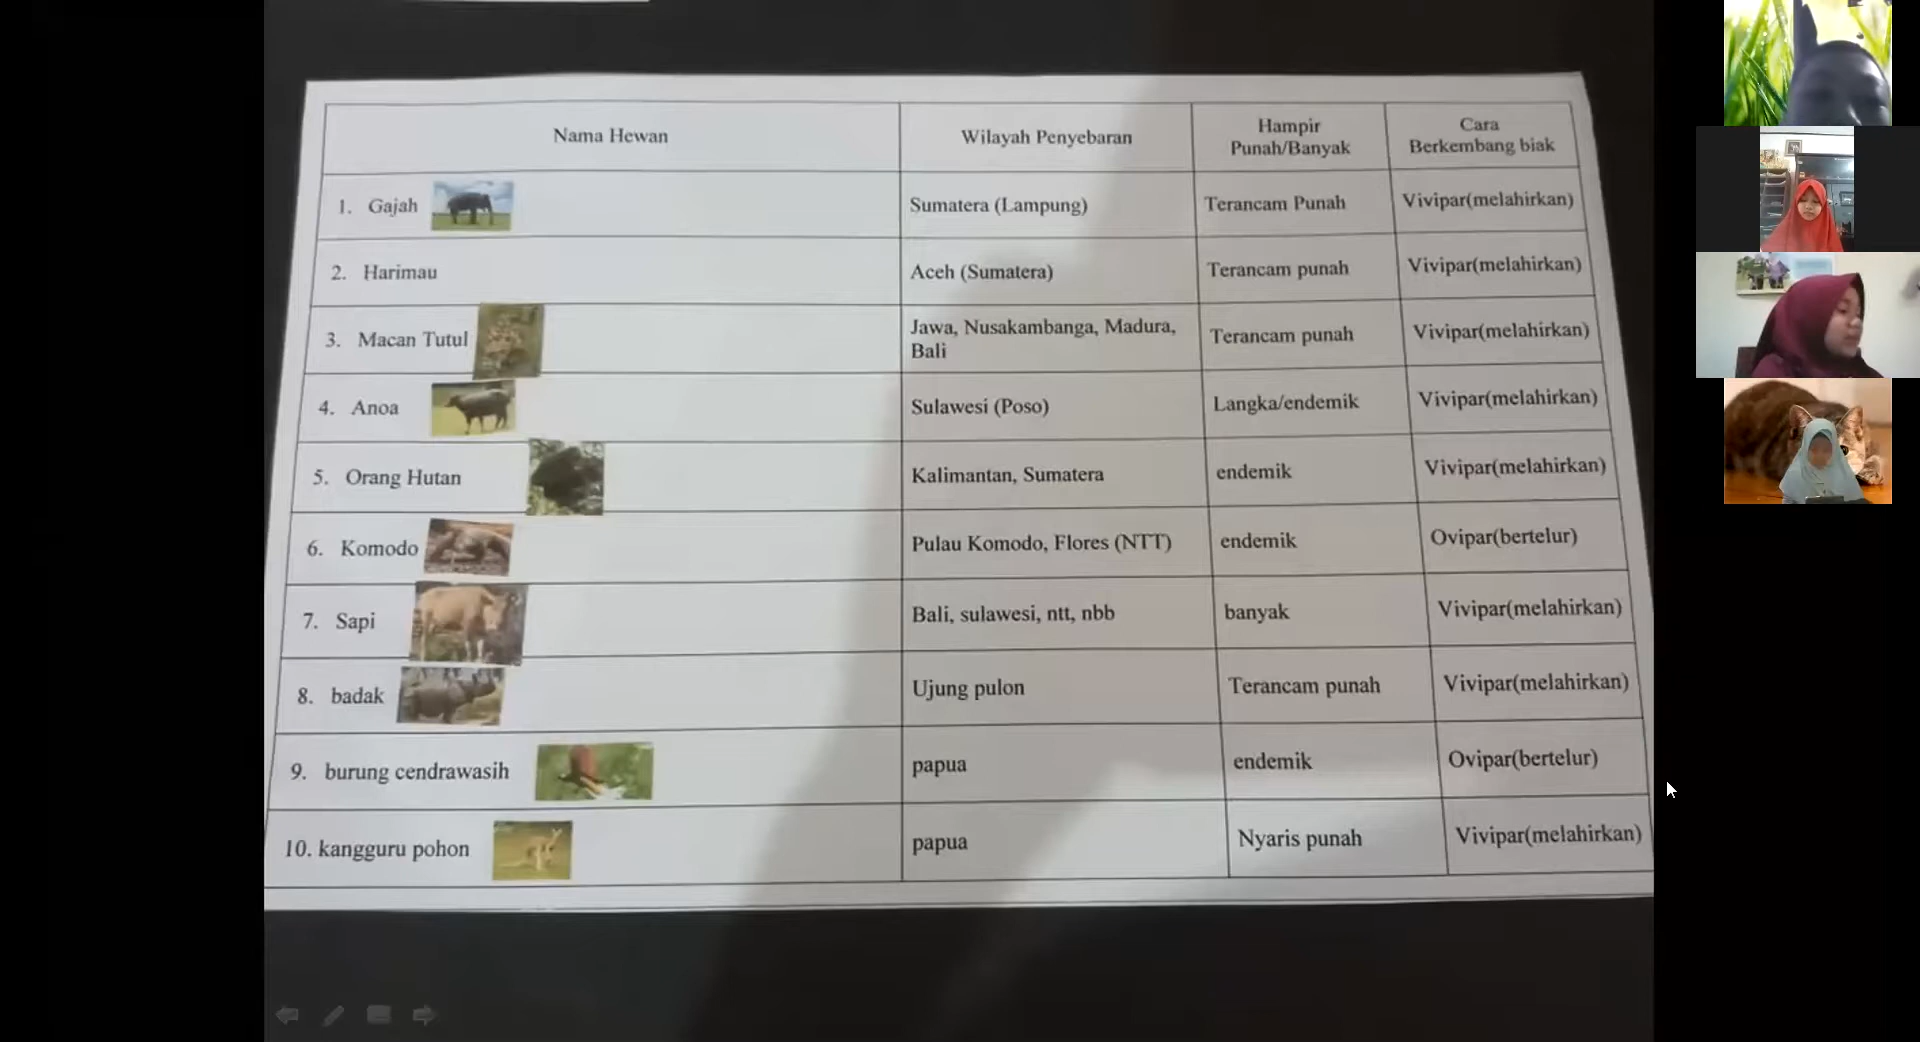 Nama Hewan
Wilayah Penyebaran
Hampir
Punah/Banyak
Cara
Berkembang biak
1. Gajah
Sumatera (Lampung)
Terancam Punah
Vivipar(melahirkan)
2. Harimau
Aceh (Sumatera)
Terancam punah
Vivipar(melahirkan)
3. Macan Tutul
Jawa, Nusakambanga, Madura,
Bali
Terancam punah
Vivipar(melahirkan)
4. Anoa
Sulawesi (Poso)
Langka/endemik
Vivipar(melahirkan)
5. Orang Hutan
Kalimantan, Sumatera
endemik
Vivipar(melahirkan)
6. Komodo
Pulau Komodo, Flores (NTT)
endemik
Ovipar(bertelur)
7. Sapi
Bali, sulawesi, ntt, nbb
banyak
Vivipar(melahirkan)
8. badak
Ujung pulon
Terancam punah
Vivipar(melahirkan)
9. burung cendrawasih
papua
endemik
Ovipar(bertelur)
10. kangguru pohon
papua
Nyaris punah
Vivipar(melahirkan)